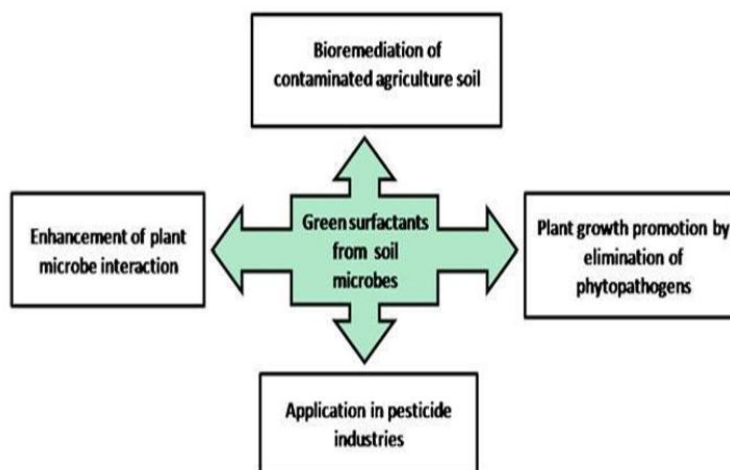 Bioremediation of
contaminated agriculture soil
Enhancement of plant
microbe interaction
Green surfactants
from soil
microbes
Plant growth promotion by
elimination of
phytopathogens
Application in pesticide
industries